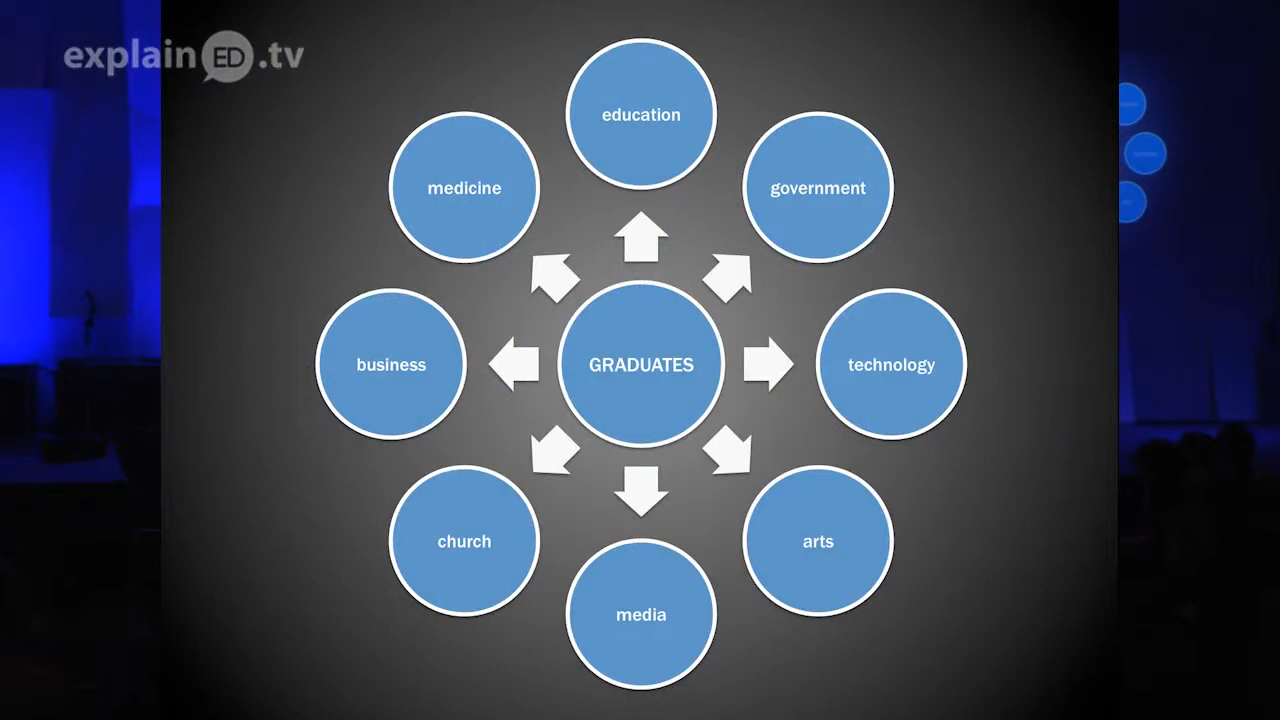 explainED.tv
education
medicine
government
business
GRADUATES
technology
church
arts
media